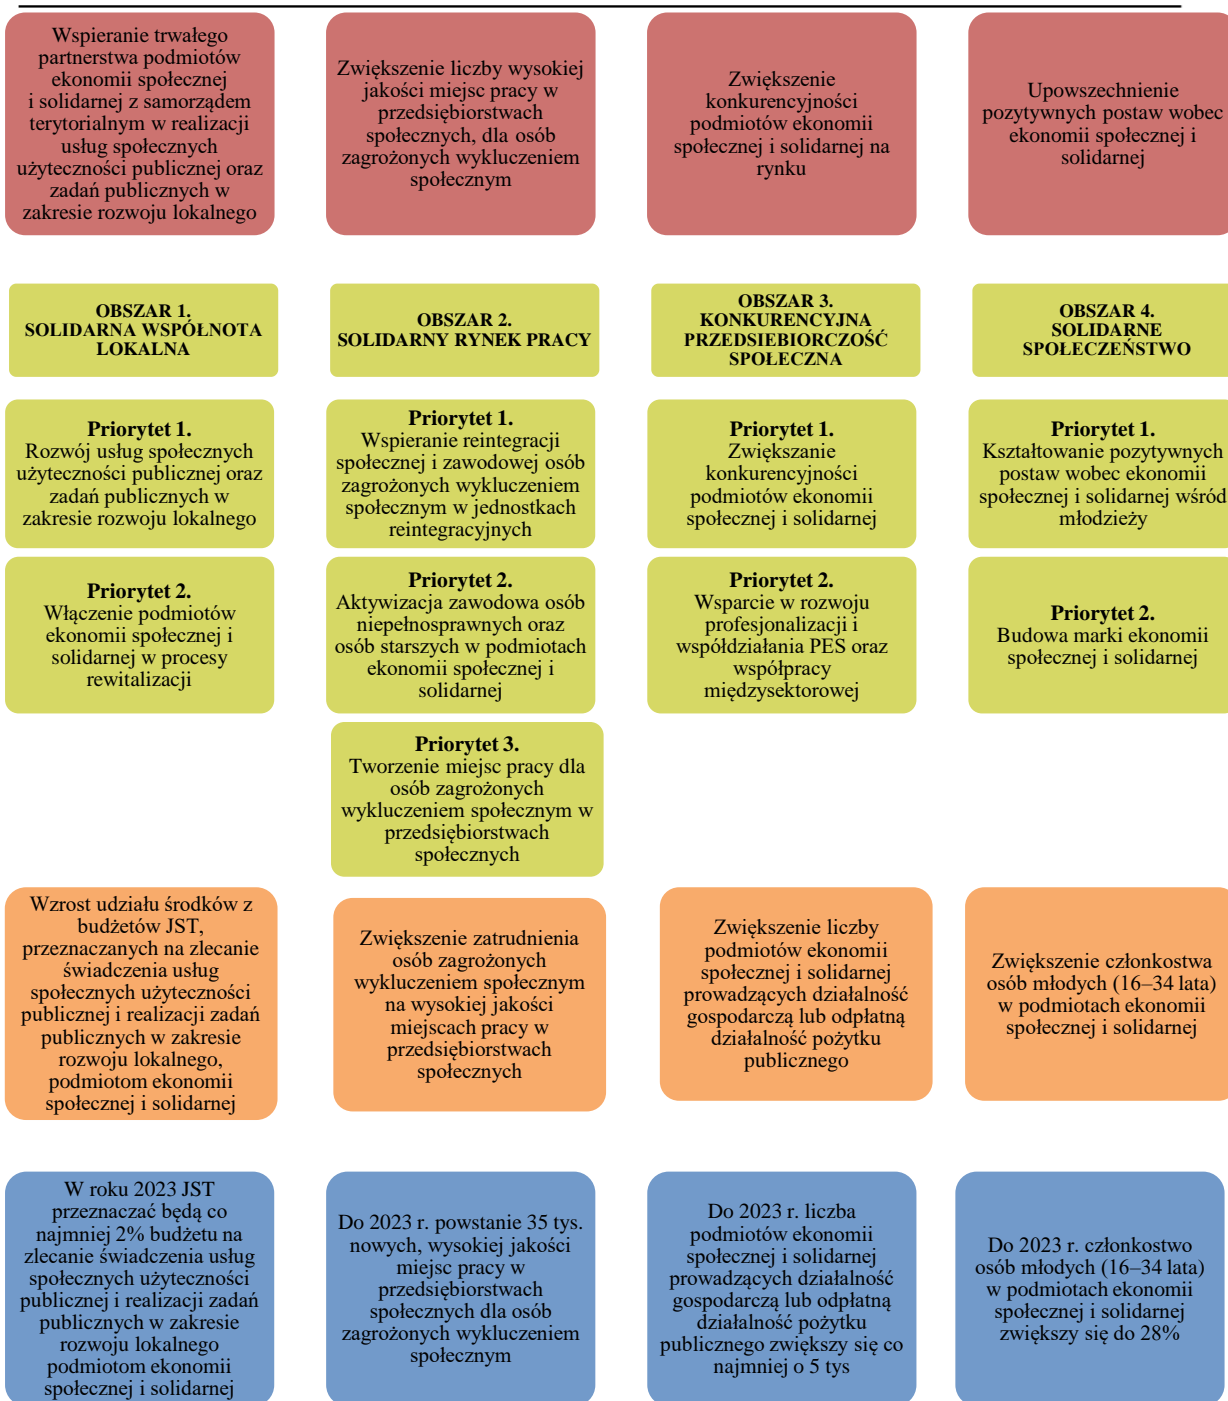 Wspieranie trwałego
partnerstwa podmiotów
ekonomii społecznej
i solidarnej z samorządem
terytorialnym w realizacji
usług społecznych
użyteczności publicznej oraz
zadań publicznych w
zakresie rozwoju lokalnego
Zwiększenie liczby wysokiej
jakości miejsc pracy w
przedsiębiorstwach
społecznych, dla osób
zagrożonych wykluczeniem
społecznym
Zwiększenie
konkurencyjności
podmiotów ekonomii
społecznej i solidarnej na
rynku
Upowszechnienie
pozytywnych postaw wobec
ekonomii społecznej i
solidarnej
OBSZAR 1.
SOLIDARNA WSPÓŁNOTA
LOKALNA
OBSZAR 2.
SOLIDARNY RYNEK PRACY
OBSZAR 3.
KONKURENCYJNA
PRZEDSIEBIORCZOŚĆ
SPOŁECZNA
OBSZAR 4.
SOLIDARNE
SPOŁECZEŃSTWO
Priorytet 1.
Rozwój usług społecznych
użyteczności publicznej oraz
zadań publicznych w
zakresie rozwoju lokalnego
Priorytet 1.
Wspieranie reintegracji
społecznej i zawodowej osób
zagrożonych wykluczeniem
społecznym w jednostkach
reintegracyjnych
Priorytet 1.
Zwiększanie
konkurencyjności
podmiotów ekonomii
społecznej i solidarnej
Priorytet 1.
Kształtowanie pozytywnych
postaw wobec ekonomii
społecznej i solidarnej wśród
młodzieży
Priorytet 2.
Włączenie podmiotów
ekonomii społecznej i
solidarnej w procesy
rewitalizacji
Priorytet 2.
Aktywizacja zawodowa osób
niepełnosprawnych oraz
osób starszych w podmiotach
ekonomii społecznej i
solidarnej
Priorytet 2.
Wsparcie w rozwoju
profesjonalizacji i
współdziałania PES oraz
współpracy
międzysektorowej
Priorytet 2.
Budowa marki ekonomii
społecznej i solidarnej
Priorytet 3.
Tworzenie miejsc pracy dla
osób zagrożonych
wykluczeniem społecznym w
przedsiębiorstwach
społecznych
Wzrost udziału środków z
budżetów JST,
przeznaczanych na zlecanie
świadczenia usług
społecznych użyteczności
publicznej i realizacji zadań
publicznych w zakresie
rozwoju lokalnego,
podmiotom ekonomii
społecznej i solidarnej
Zwiększenie zatrudnienia
osób zagrożonych
wykluczeniem społecznym
na wysokiej jakości
miejscach pracy w
przedsiębiorstwach
społecznych
Zwiększenie liczby
podmiotów ekonomii
społecznej i solidarnej
prowadzących działalność
gospodarczą lub odpłatną
działalność pożytku
publicznego
Zwiększenie członkostwa
osób młodych (16–34 lata)
w podmiotach ekonomii
społecznej i solidarnej
W roku 2023 JST
przeznaczać będą co
najmniej 2% budżetu na
zlecanie świadczenia usług
społecznych użyteczności
publicznej i realizacji zadań
publicznych w zakresie
rozwoju lokalnego
podmiotom ekonomii
społecznej i solidarnej
Do 2023 r. powstanie 35 tys.
nowych, wysokiej jakości
miejsc pracy w
przedsiębiorstwach
społecznych dla osób
zagrożonych wykluczeniem
społecznym
Do 2023 r. liczba
podmiotów ekonomii
społecznej i solidarnej
prowadzących działalność
gospodarczą lub odpłatną
działalność pożytku
publicznego zwiększy się co
najmniej o 5 tys
Do 2023 r. członkostwo
osób młodych (16–34 lata)
w podmiotach ekonomii
społecznej i solidarnej
zwiększy się do 28%